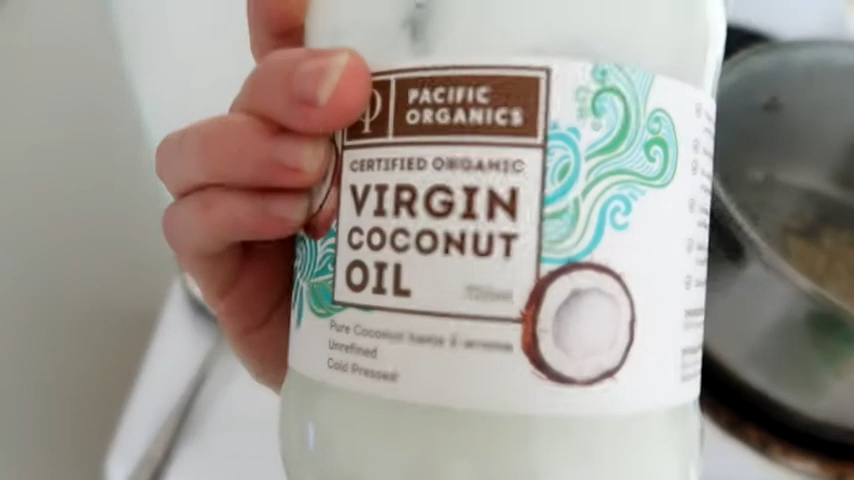 PACIFIC
ORGANICS
CERTIFIED ORGANIC
VIRGIN
COCONUT
OIL
Pure Coconut
Unrefined
Cold Pressed